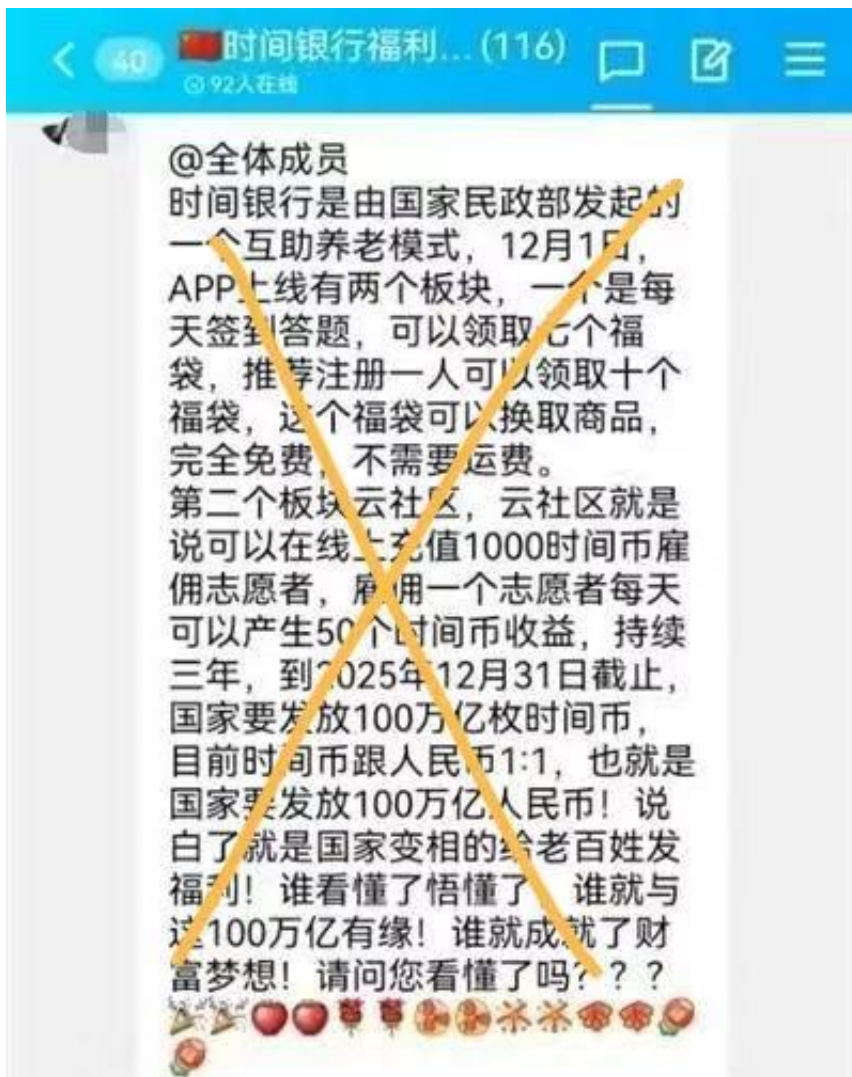 40
🇨🇳时间银行福利...(116)
92人在线
@全体成员
时间银行是由国家民政部发起的
一个互助养老模式，12月1日，
APP上线有两个板块，一个是每
天签到答题，可以领取七个福
袋，推荐注册一人可以领取十个
福袋，这个福袋可以换取商品，
完全免费，不需要运费。
第二个板块云社区，云社区就是
说可以在线上充值1000时间币雇
佣志愿者，雇佣一个志愿者每天
可以产生50个时间币收益，持续
三年，到2025年12月31日截止，
国家要发放100万亿枚时间币，
目前时间币跟人民币1:1，也就是
国家要发放100万亿人民币！说
白了就是国家变相的给老百姓发
福利！谁看懂了悟懂了，谁就与
这100万亿有缘！谁就成就了财
富梦想！请问您看懂了吗？？？